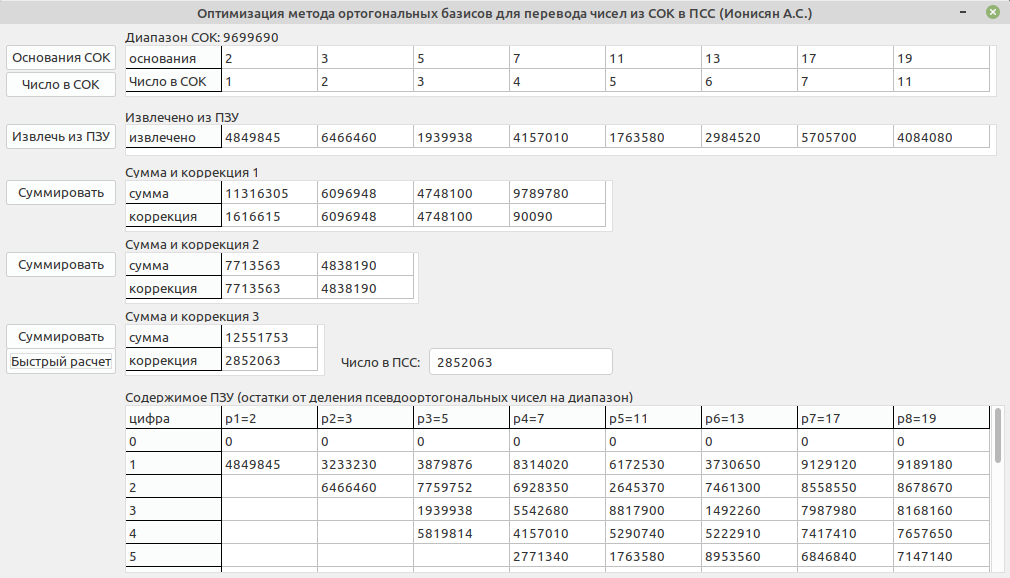 Оптимизация метода ортогональных базисов для перевода чисел из СОК в ПСС (Ионисян А.С.)
Диапазон СОК: 9699690
Основания СОК
основания 2 3 5 7 11 13 17 19
Число в СОК
Число в СОК 1 2 3 4 5 6 7 11
Извлечено из ПЗУ
Извлечь из ПЗУ
извлечено 4849845 6466460 1939938 4157010 1763580 2984520 5705700 4084080
Сумма и коррекция 1
Суммировать
сумма 11316305 6096948 4748100 9789780
коррекция 1616615 6096948 4748100 90090
Сумма и коррекция 2
Суммировать
сумма 7713563 4838190
коррекция 7713563 4838190
Сумма и коррекция 3
Суммировать
сумма 12551753
Быстрый расчет
коррекция 2852063
Число в ПСС: 2852063
Содержимое ПЗУ (остатки от деления псевдоортогональных чисел на диапазон)
цифра p1=2 p2=3 p3=5 p4=7 p5=11 p6=13 p7=17 p8=19
0 0 0 0 0 0 0 0 0
1 4849845 3233230 3879876 8314020 6172530 3730650 9129120 9189180
2 6466460 7759752 6928350 2645370 7461300 8558550 8678670
3 1939938 5542680 8817900 1492260 7987980 8168160
4 5819814 4157010 5290740 5222910 7417410 7657650
5 2771340 1763580 8953560 6846840 7147140